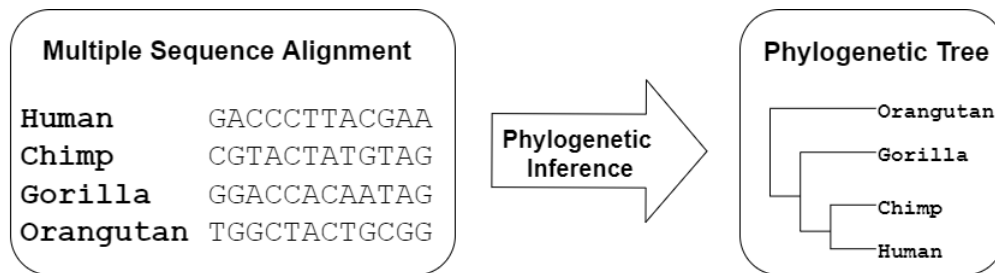 Multiple Sequence Alignment
Human GACCCTTACGAA
Chimp CGTACTATGTAG
Gorilla GGACCACAATAG
Orangutan TGGCTACTGCGG
Phylogenetic
Inference
Phylogenetic Tree
Orangutan
Gorilla
Chimp
Human